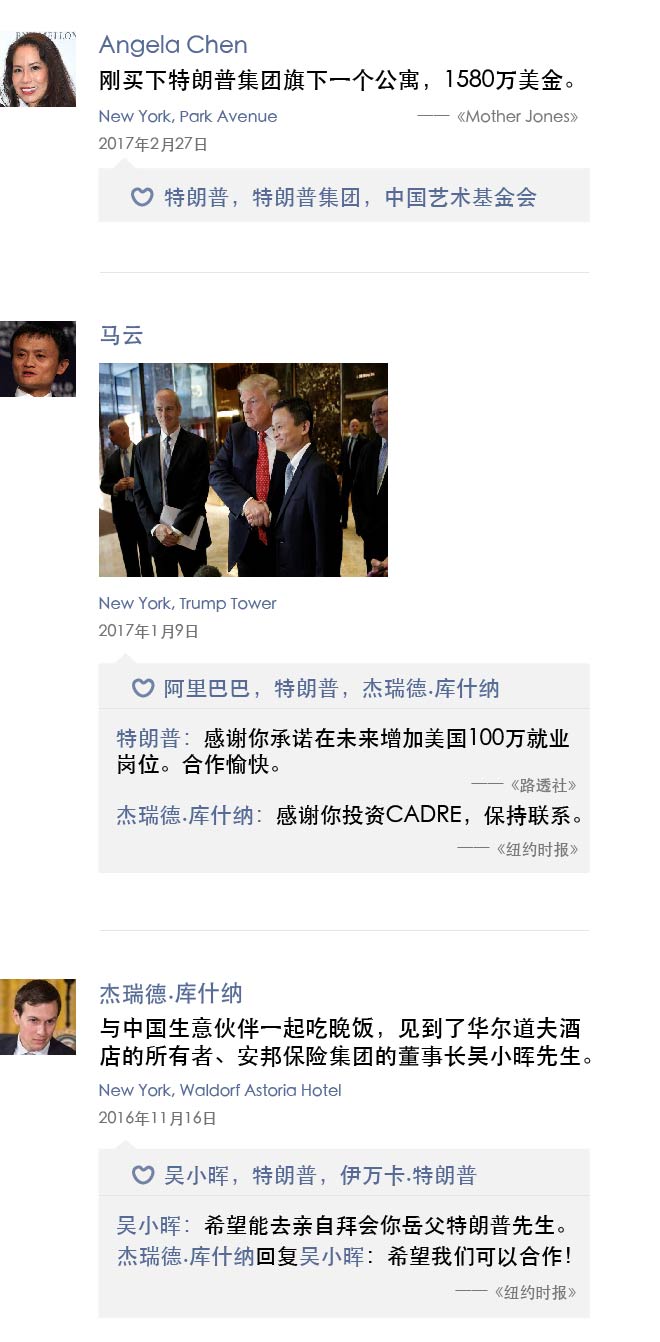 Angela Chen
刚买下特朗普集团旗下一个公寓，1580万美金。
New York, Park Avenue ——《Mother Jones》
2017年2月27日
特朗普，特朗普集团，中国艺术基金会
马云
New York, Trump Tower
2017年1月9日
阿里巴巴，特朗普，杰瑞德·库什纳
特朗普：感谢你承诺在未来增加美国100万就业
岗位。合作愉快。
——《路透社》
杰瑞德·库什纳：感谢你投资CADRE，保持联系。
——《纽约时报》
杰瑞德·库什纳
与中国生意伙伴一起吃晚饭，见到了华尔道夫酒
店的所有者、安邦保险集团的董事长吴小晖先生。
New York, Waldorf Astoria Hotel
2016年11月16日
吴小晖，特朗普，伊万卡·特朗普
吴小晖：希望能去亲自拜会你岳父特朗普先生。
杰瑞德·库什纳回复吴小晖：希望我们可以合作！
——《纽约时报》